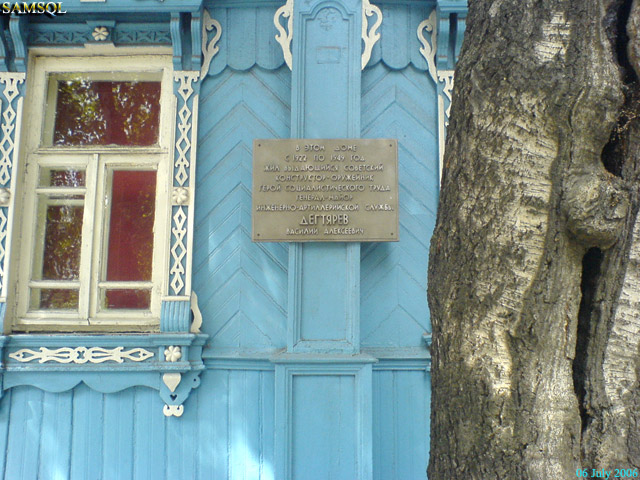 SAMSQL
В ЭТОМ ДОМЕ
С 1922 ПО 1949 ГОД
ЖИЛ ВЫДАЮЩИЙСЯ СОВЕТСКИЙ
КОНСТРУКТОР-ОРУЖЕЙНИК
ГЕРОЙ СОЦИАЛИСТИЧЕСКОГО ТРУДА
ГЕНЕРАЛ-МАЙОР
ИНЖЕНЕРНО-АРТИЛЛЕРИЙСКОЙ СЛУЖБЫ
ДЕГТЯРЕВ
ВАСИЛИЙ АЛЕКСЕЕВИЧ
06 July 2008